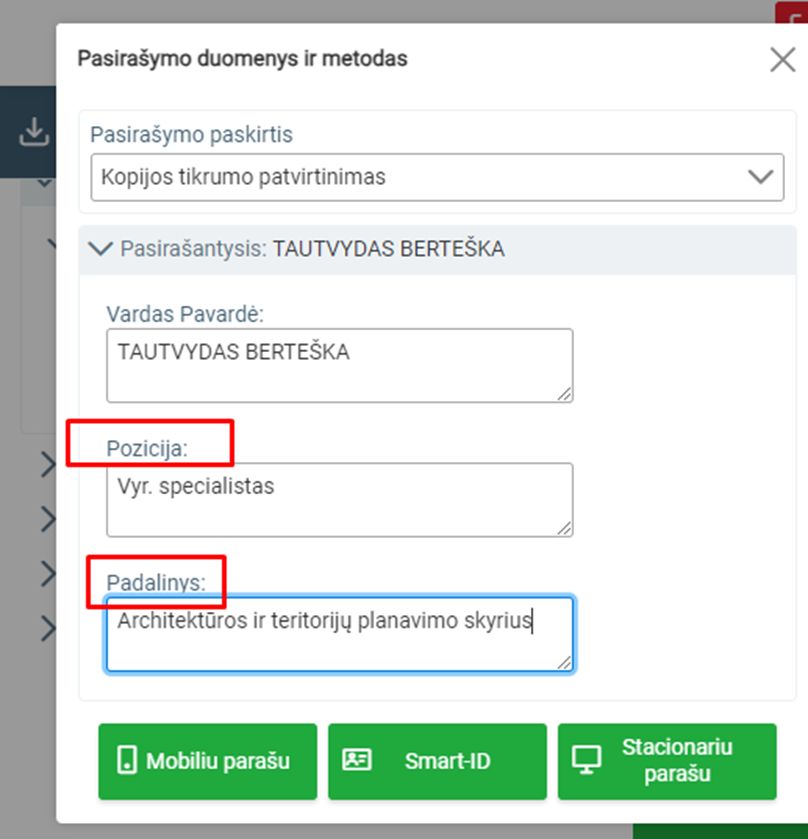 Pasirašymo duomenys ir metodas
Pasirašymo paskirtis
Kopijos tikrumo patvirtinimas
Pasirašantysis: TAUTVYDAS BERTEŠKA
Vardas Pavardė:
TAUTVYDAS BERTEŠKA
Pozicija:
Vyr. specialistas
Padalinys:
Architektūros ir teritorijų planavimo skyrius
Mobiliu parašu
Smart-ID
Stacionariu
parašu